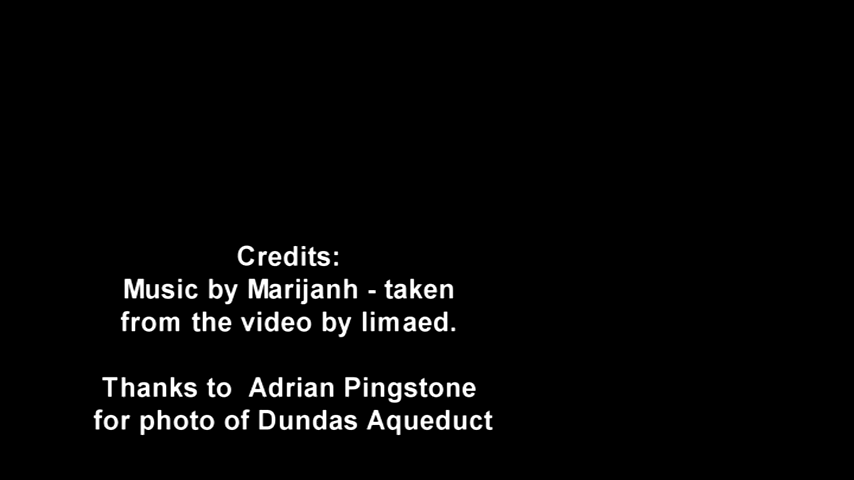 Credits:
Music by Marijanh - taken
from the video by limaed.
Thanks to  Adrian Pingstone
for photo of Dundas Aqueduct